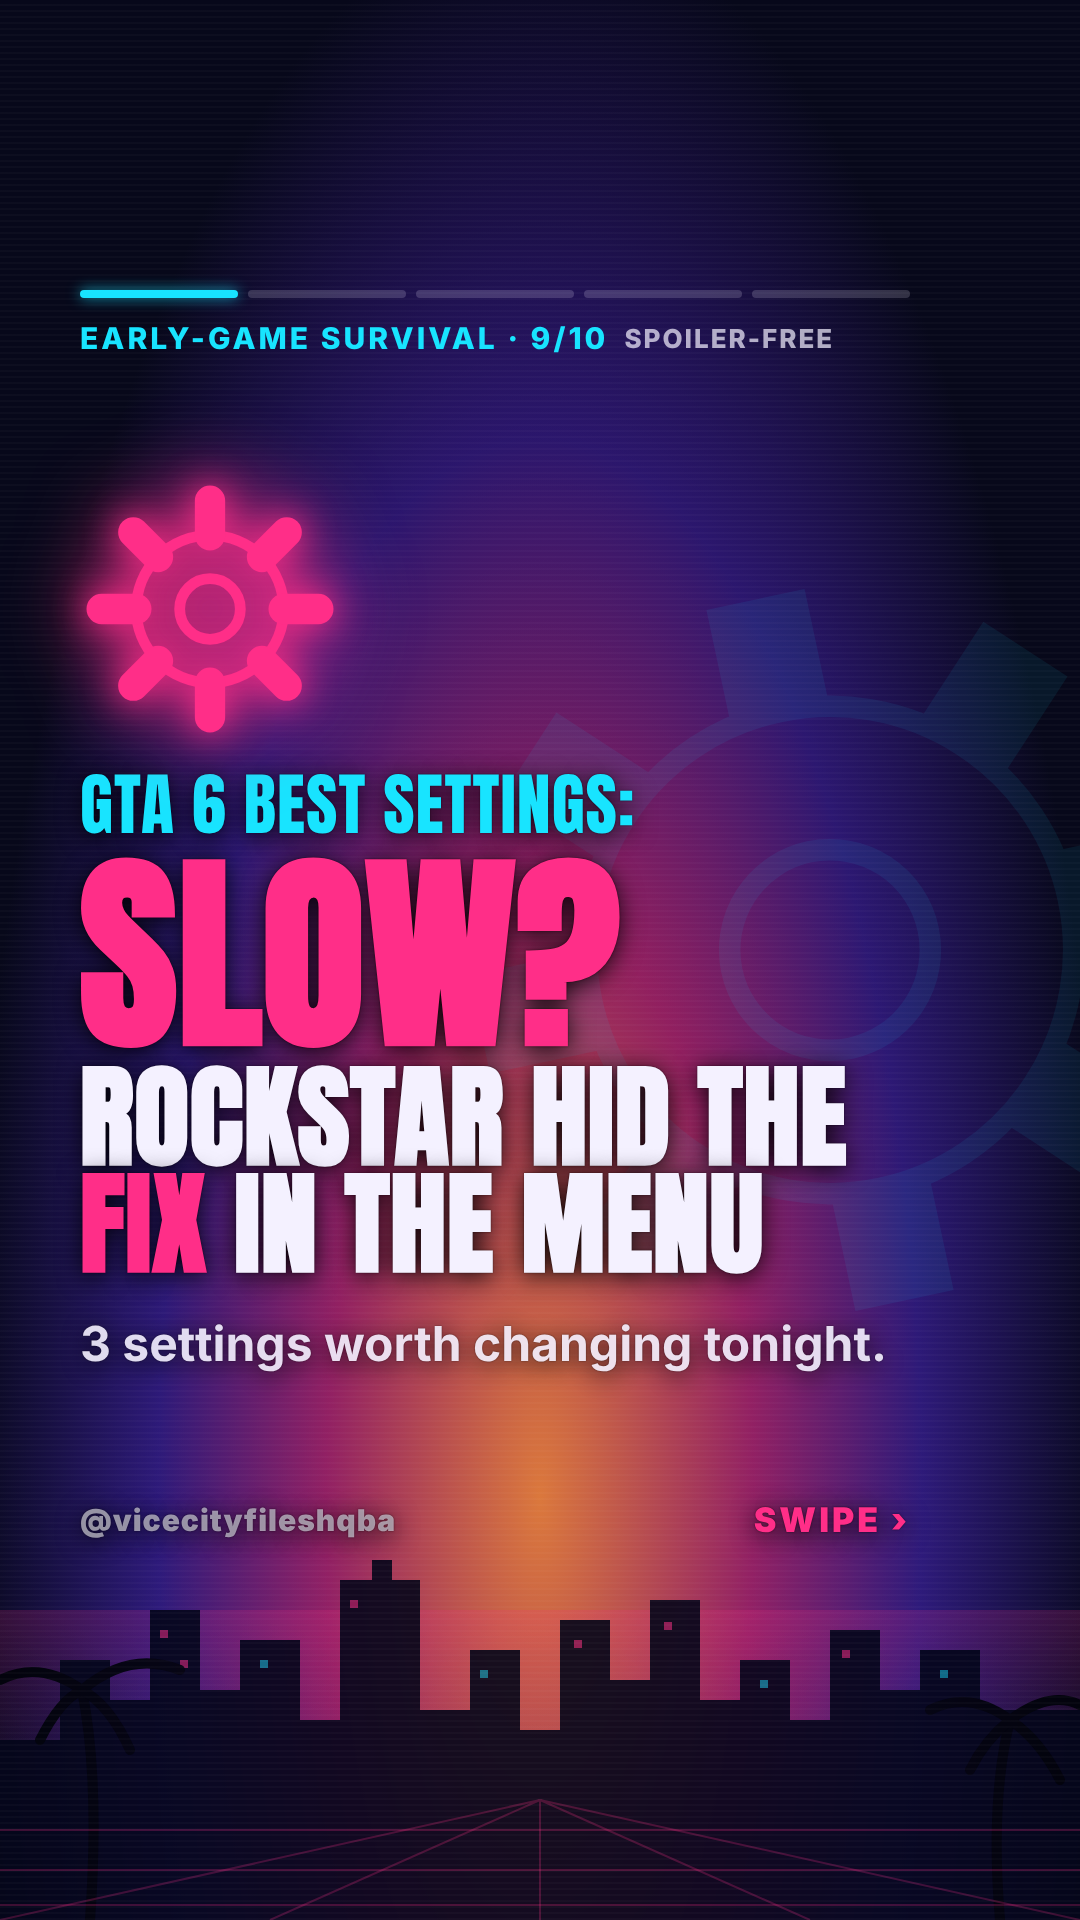 EARLY-GAME SURVIVAL · 9/10 SPOILER-FREE
GTA 6 BEST SETTINGS:
SLOW?
ROCKSTAR HID THE
FIX IN THE MENU
3 settings worth changing tonight.
@vicecityfileshqba SWIPE ›